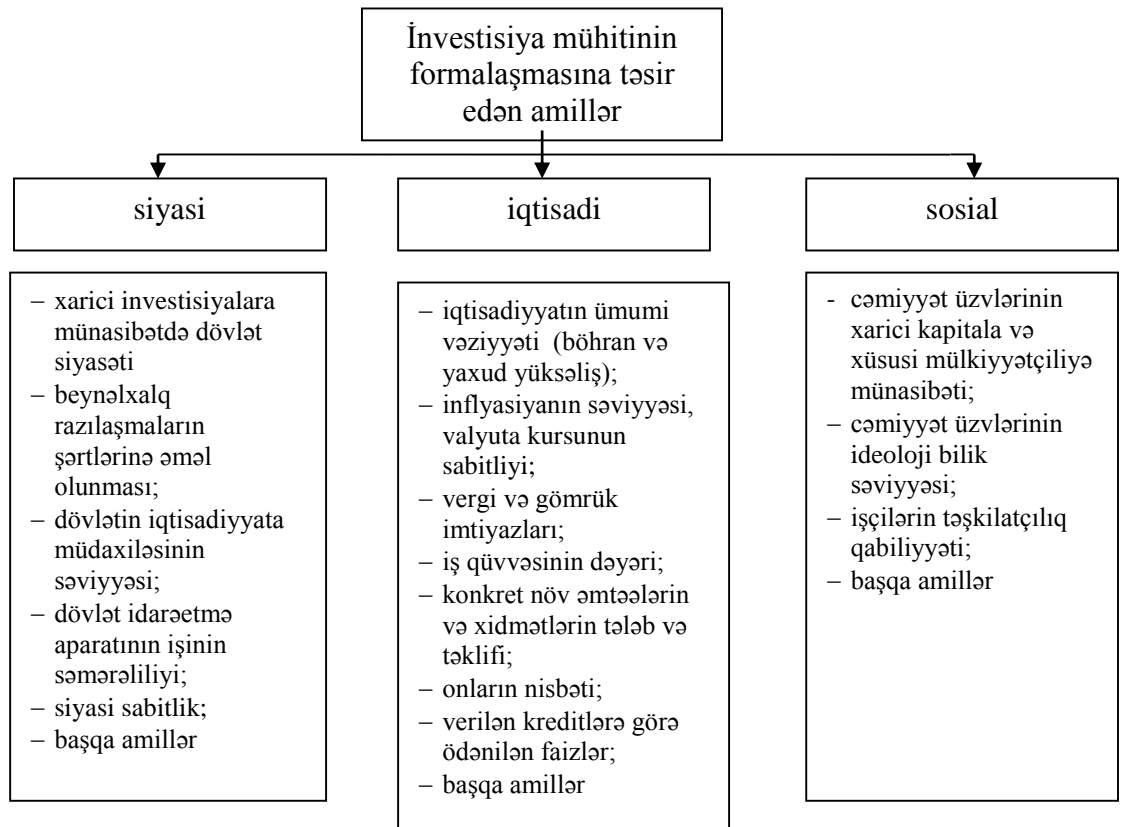 İnvestisiya mühitinin
formalaşmasına təsir
edən amillər
siyasi
iqtisadi
sosial
– xarici investisiyalara
münasibətdə dövlət
siyasəti
– beynəlxalq
razılaşmaların
şərtlərinə əməl
olunması;
– dövlətin iqtisadiyyata
müdaxiləsinin
səviyyəsi;
– dövlət idarəetmə
aparatının işinin
səmərəliliyi;
– siyasi sabitlik;
– başqa amillər
– iqtisadiyyatın ümumi
vəziyyəti (böhran və
yaxud yüksəliş);
– inflyasiyanın səviyyəsi,
valyuta kursunun
sabitliyi;
– vergi və gömrük
imtiyazları;
– iş qüvvəsinin dəyəri;
– konkret növ əmtəələrin
və xidmətlərin tələb və
təklifi;
– onların nisbəti;
– verilən kreditlərə görə
ödənilən faizlər;
– başqa amillər
- cəmiyyət üzvlərinin
xarici kapitala və
xüsusi mülkiyyətçiliyə
münasibəti;
– cəmiyyət üzvlərinin
ideoloji bilik
səviyyəsi;
– işçilərin təşkilatçılıq
qabiliyyəti;
– başqa amillər